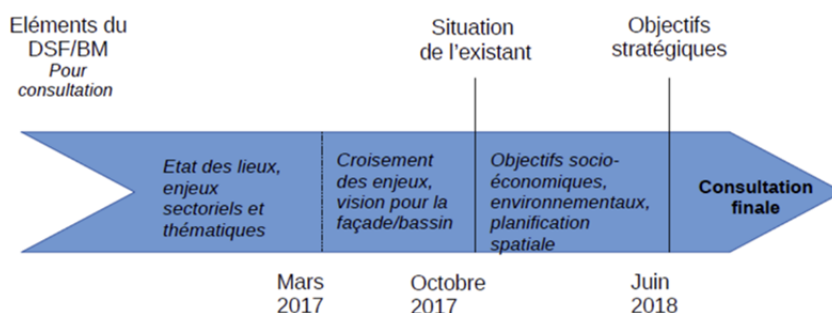 Eléments du
DSF/BM
Pour
consultation
Situation
de l'existant
Objectifs
stratégiques
Etat des lieux,
enjeux
sectoriels et
thématiques
Croisement
des enjeux,
vision pour la
façade/bassin
Objectifs socio-
économiques,
environnementaux,
planification
spatiale
Consultation
finale
Mars
2017
Octobre
2017
Juin
2018